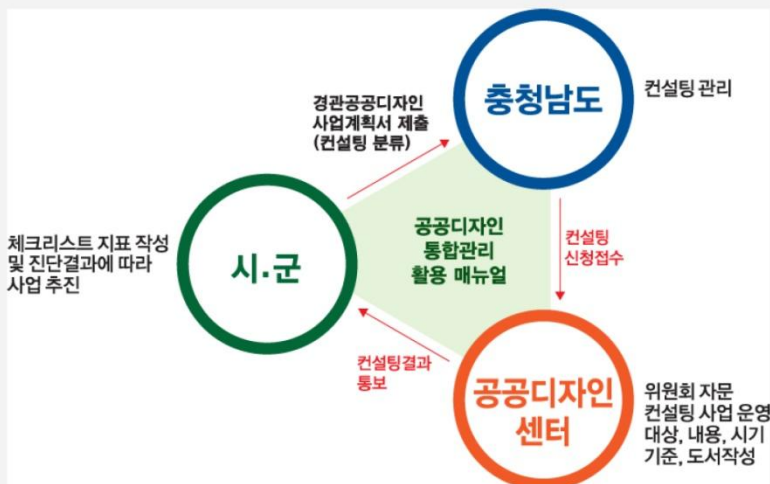 충청남도
컨설팅 관리
경관공공디자인
사업계획서 제출
(컨설팅 분류)
시·군
체크리스트 지표 작성
및 진단결과에 따라
사업 추진
공공디자인
통합관리
활용 매뉴얼
컨설팅
신청접수
컨설팅결과
통보
공공디자인
센터
위원회 자문
컨설팅 사업 운영
대상, 내용, 시기
기준, 도서작성